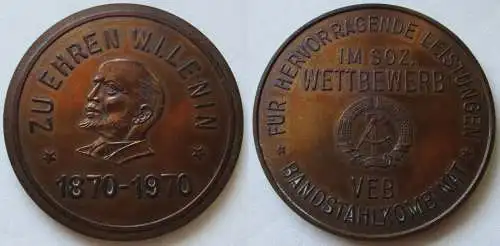 ZU EHREN W.I.LENIN
1870-1970
FÜR HERVORRAGENDE LEISTUNGEN
IM SOZ.
WETTBEWERB
VEB
BANDSTAHLKOMBINAT